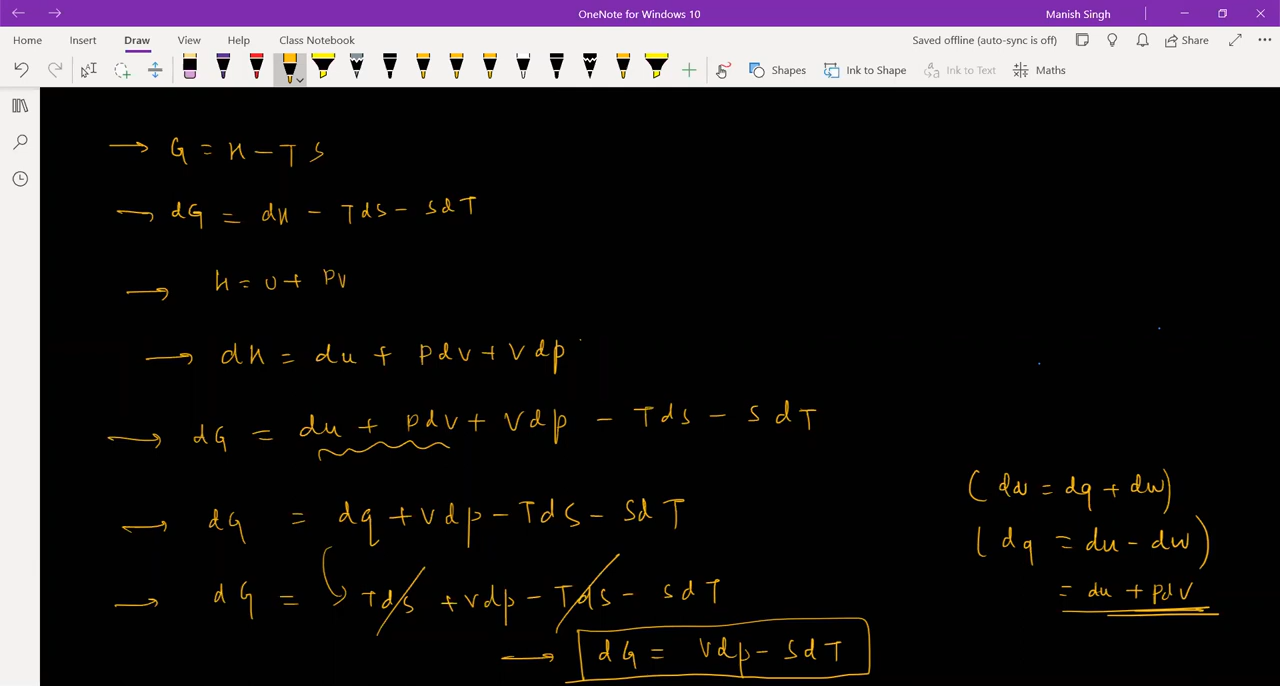 OneNote for Windows 10
Manish Singh
Home Insert Draw View Help Class Notebook
Saved offline (auto-sync is off) Share
Shapes Ink to Shape Ink to Text Maths
→ G = H - TS
→ dG = dH - TdS - SdT
→ H = U + PV
→ dH = du + pdv + vdp
→ dG = du + pdv + Vdp - Tds - sdT
→ dG = dq + vdp - Tds - SdT
(du = dq + dw)
(dq = du - dw)
= du + pdv
→ dG = Tds + vdp - Tds - sdT
→ dG = Vdp - SdT